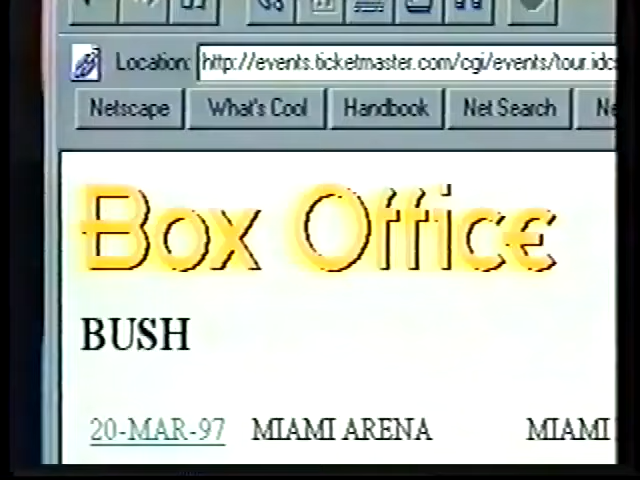 Location: http://events.ticketmaster.com/cgi/events/tour.idc
Netscape What's Cool Handbook Net Search
Box Office
BUSH
20-MAR-97 MIAMI ARENA MIAMI